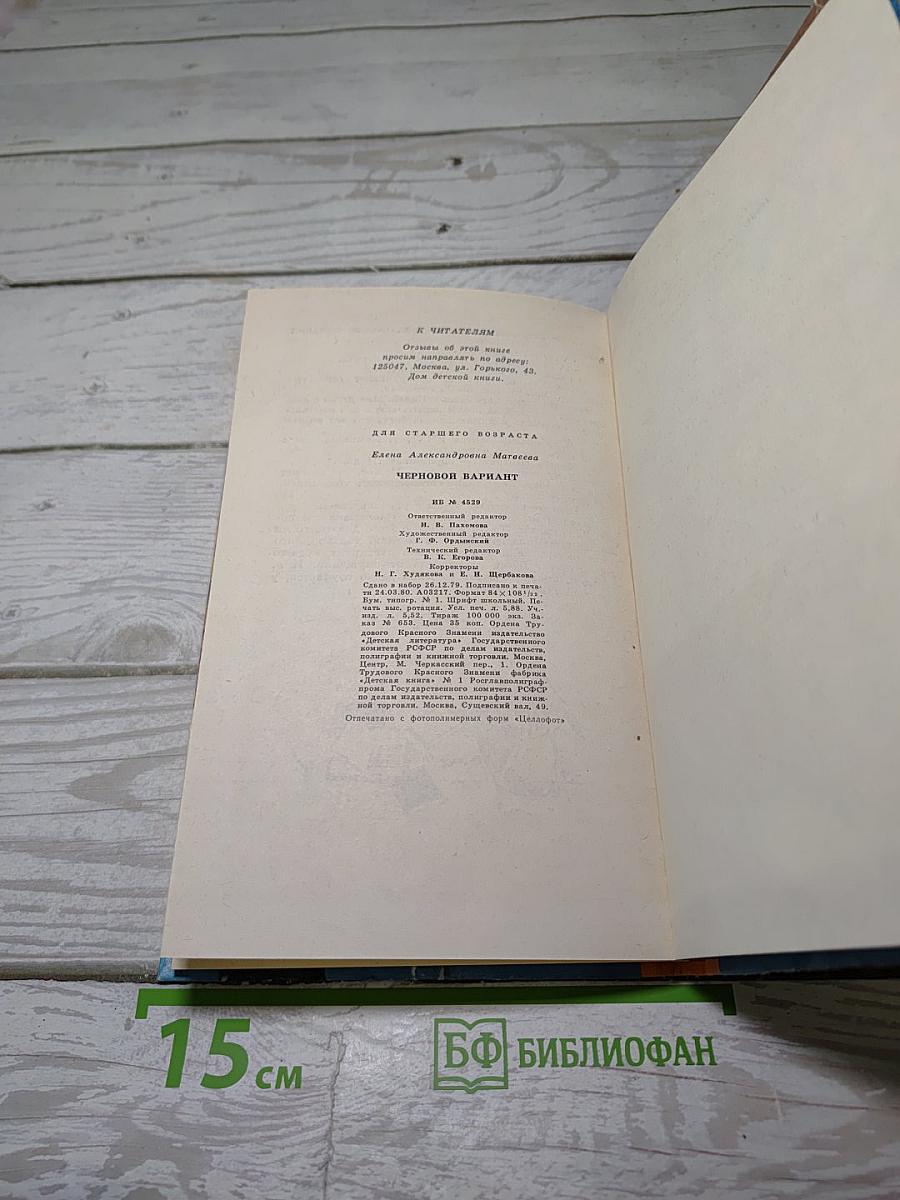 К ЧИТАТЕЛЯМ
Отзывы об этой книге
просим направлять по адресу:
125047, Москва, ул. Горького, 43,
Дом детской книги.
ДЛЯ СТАРШЕГО ВОЗРАСТА
Елена Александровна Матвеева
ЧЕРНОВОЙ ВАРИАНТ
ИБ № 4529
Ответственный редактор
И. В. Пахомова
Художественный редактор
Г. Ф. Ордынский
Технический редактор
В. К. Егорова
Корректоры
Н. Г. Худякова и Е. И. Щербакова
Сдано в набор 26.12.79. Подписано к печа-
ти 24.03.80. А03217. Формат 84×108¹/₃₂.
Бум. типогр. № 1. Шрифт школьный. Пе-
чать выс. ротация. Усл. печ. л. 5,88. Уч.-
изд. л. 5,52. Тираж 100 000 экз. За-
каз № 653. Цена 35 коп. Ордена Тру-
дового Красного Знамени издательство
«Детская литература» Государственного
комитета РСФСР по делам издательств,
полиграфии и книжной торговли. Москва,
Центр, М. Черкасский пер., 1. Ордена
Трудового Красного Знамени фабрика
«Детская книга» № 1 Росглавполиграф-
прома Государственного комитета РСФСР
по делам издательств, полиграфии и книж-
ной торговли. Москва, Сущевский вал, 49.
Отпечатано с фотополимерных форм «Целлофот»
15 см
БФ БИБЛИОФАН